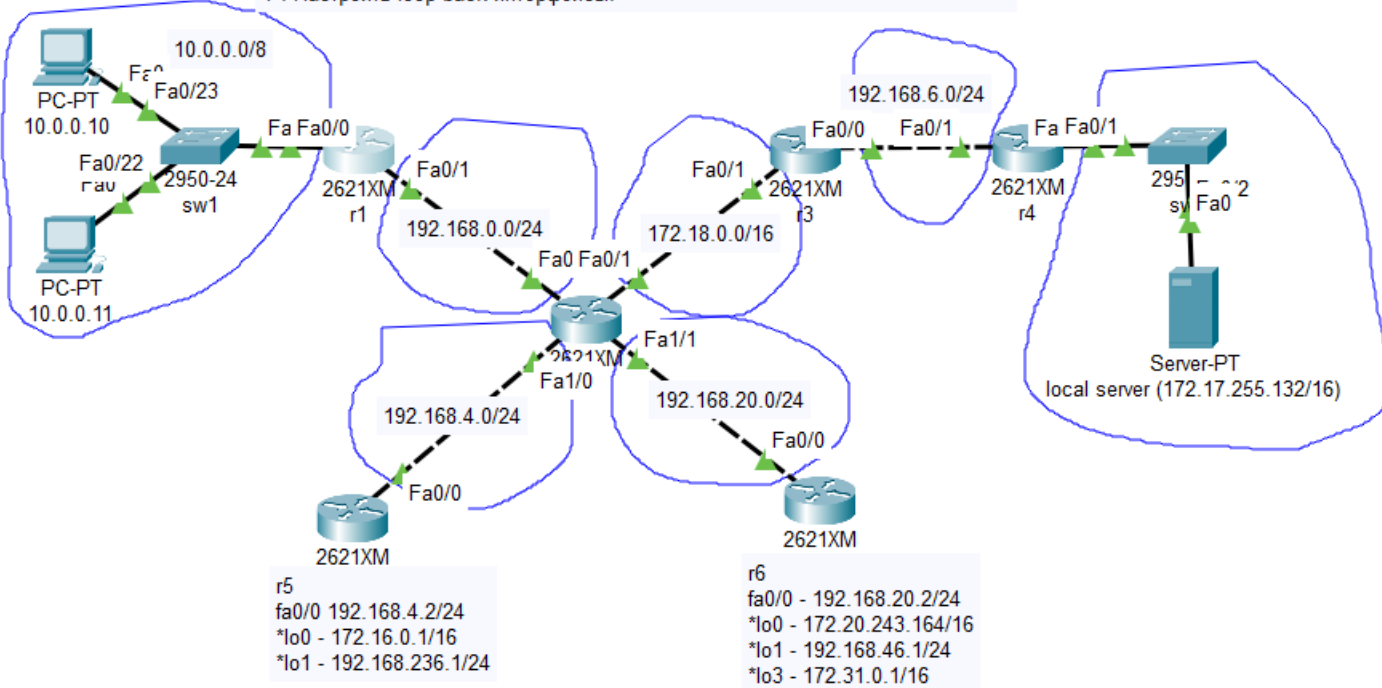 10.0.0.0/8
PC-PT
10.0.0.10
Fa0/23
Fa0/22
PC-PT
10.0.0.11
2950-24
sw1
Fa Fa0/0
2621XM
r1
Fa0/1
192.168.0.0/24
Fa0 Fa0/1
172.18.0.0/16
Fa0/1
2621XM
r3
Fa0/0
192.168.6.0/24
Fa0/1
2621XM
r4
Fa Fa0/1
Fa0
Server-PT
local server (172.17.255.132/16)
2621XM
Fa1/0
Fa1/1
192.168.4.0/24
192.168.20.0/24
Fa0/0
Fa0/0
2621XM
2621XM
r5
fa0/0 192.168.4.2/24
*lo0 - 172.16.0.1/16
*lo1 - 192.168.236.1/24
r6
fa0/0 - 192.168.20.2/24
*lo0 - 172.20.243.164/16
*lo1 - 192.168.46.1/24
*lo3 - 172.31.0.1/16